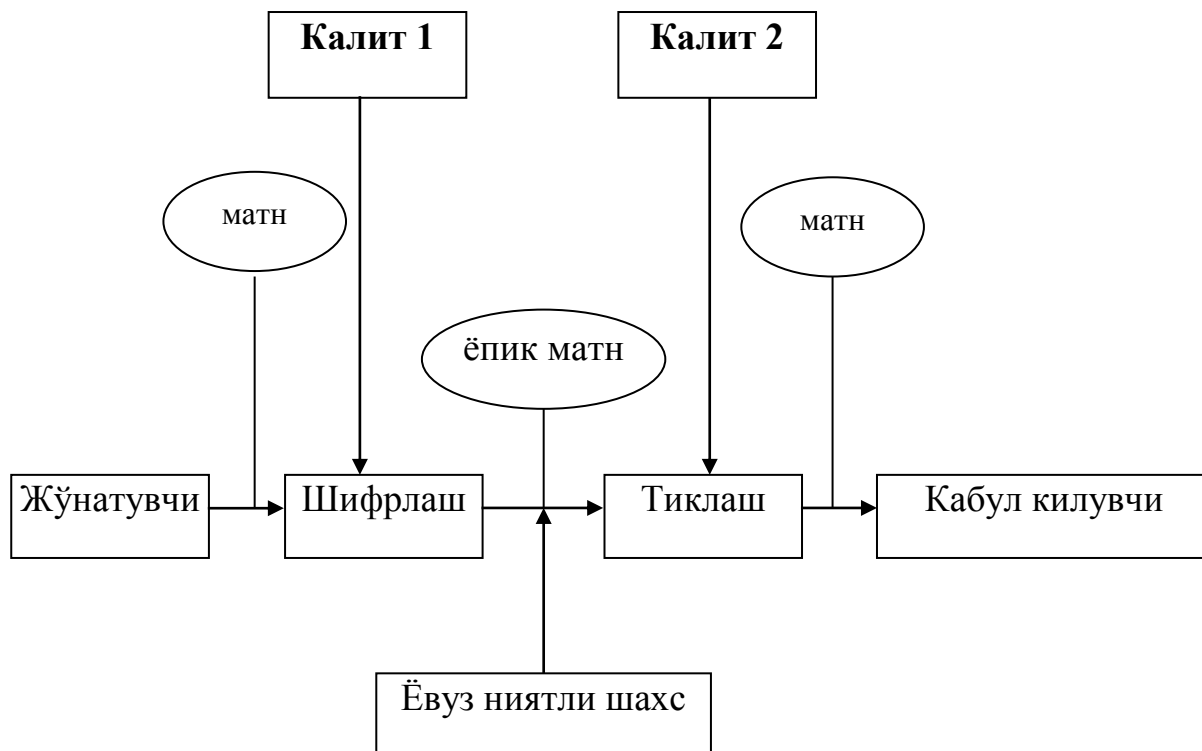 Калит 1
Калит 2
матн
матн
ёпик матн
Жўнатувчи
Шифрлаш
Тиклаш
Кабул килувчи
Ёвуз ниятли шахс